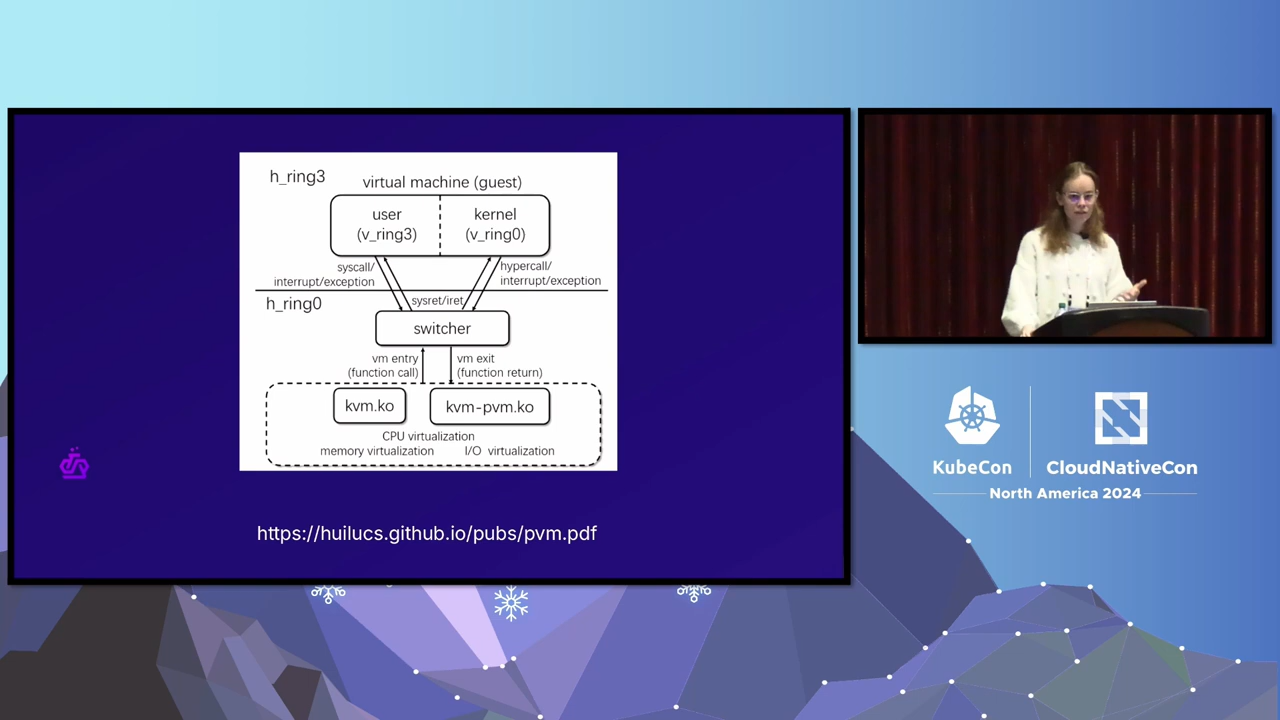 h_ring3
virtual machine (guest)
user
(v_ring3)
kernel
(v_ring0)
syscall/
interrupt/exception
hypercall/
interrupt/exception
h_ring0
sysret/iret
switcher
vm entry
(function call)
vm exit
(function return)
kvm.ko
kvm-pvm.ko
CPU virtualization
memory virtualization
I/O virtualization
https://huilucs.github.io/pubs/pvm.pdf
KubeCon
CloudNativeCon
North America 2024